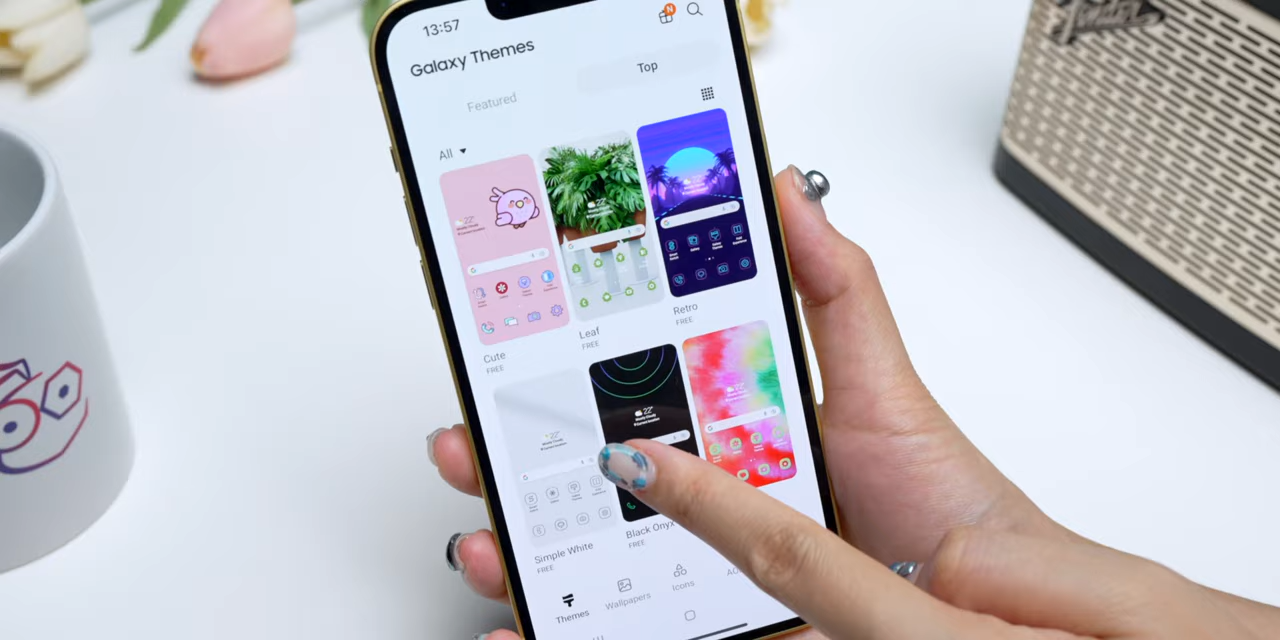 13:57
N
Galaxy Themes
Featured
Top
All
Cute
FREE
Leaf
FREE
Retro
FREE
Simple White
FREE
Black Onyx
FREE
Themes
Wallpapers
Icons
Fender